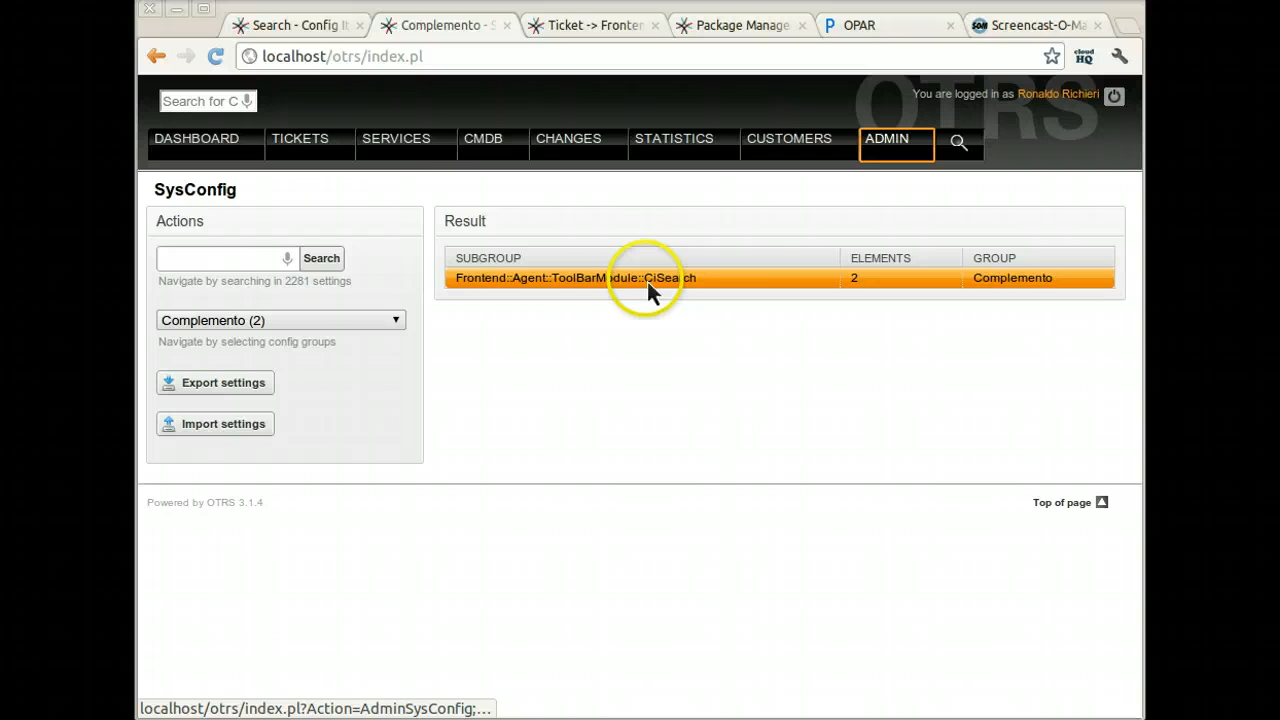 Search - Config It
Complemento - S
Ticket -> Fronten
Package Manage
OPAR
Screencast-O-Ma
localhost/otrs/index.pl
cloud
HQ
OTRS
Search for C
You are logged in as Ronaldo Richieri
DASHBOARD TICKETS SERVICES CMDB CHANGES STATISTICS CUSTOMERS ADMIN
SysConfig
Actions
Search
Navigate by searching in 2281 settings
Complemento (2)
Navigate by selecting config groups
Export settings
Import settings
Result
SUBGROUP ELEMENTS GROUP
Frontend::Agent::ToolBarModule::CiSearch 2 Complemento
Powered by OTRS 3.1.4
Top of page
localhost/otrs/index.pl?Action=AdminSysConfig;...